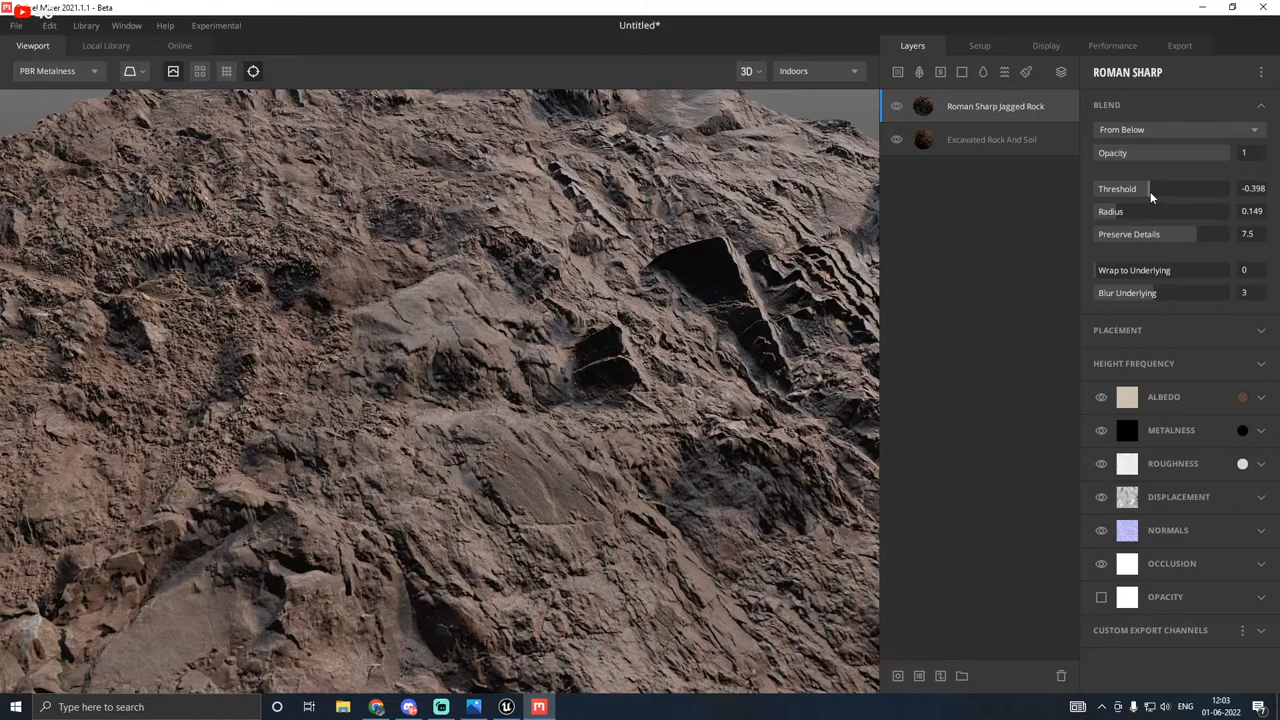 Mixer 2021.1.1 - Beta
File Edit Library Window Help Experimental
Untitled*
Viewport Local Library Online
Layers Setup Display Performance Export
PBR Metalness
3D
Indoors
ROMAN SHARP
Roman Sharp Jagged Rock
Excavated Rock And Soil
BLEND
From Below
Opacity 1
Threshold -0.398
Radius 0.149
Preserve Details 7.5
Wrap to Underlying 0
Blur Underlying 3
PLACEMENT
HEIGHT FREQUENCY
ALBEDO
METALNESS
ROUGHNESS
DISPLACEMENT
NORMALS
OCCLUSION
OPACITY
CUSTOM EXPORT CHANNELS
Type here to search
ENG
12:03
01-06-2022